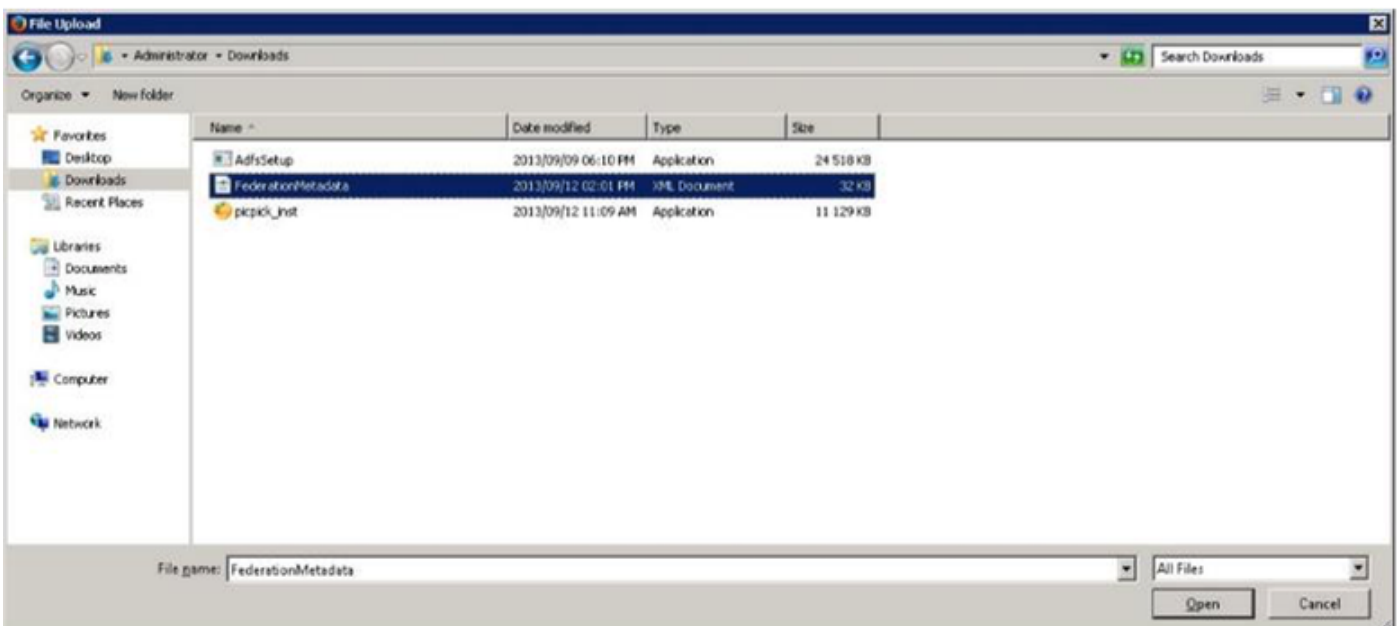 File Upload
Administrator Downloads
Search Downloads
Organize
New folder
Name
Date modified
Type
Size
Favorites
Desktop
Downloads
Recent Places
Libraries
Documents
Music
Pictures
Videos
Computer
Network
AdfsSetup 2013/09/09 06:10 PM Application 24 518 KB
FederationMetadata 2013/09/12 02:01 PM XML Document 32 KB
picpick_inst 2013/09/12 11:09 AM Application 11 129 KB
File name: FederationMetadata
All Files
Open
Cancel